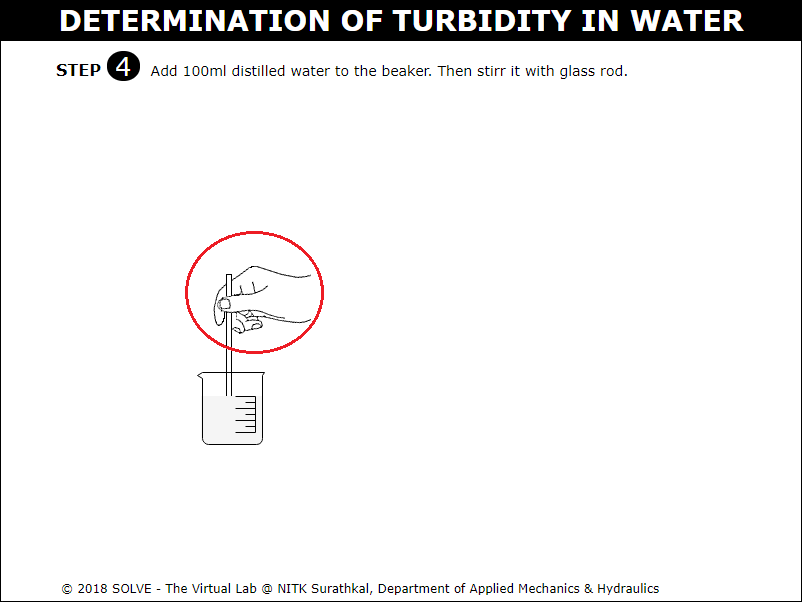 DETERMINATION OF TURBIDITY IN WATER
STEP 4 Add 100ml distilled water to the beaker. Then stirr it with glass rod.
© 2018 SOLVE - The Virtual Lab @ NITK Surathkal, Department of Applied Mechanics & Hydraulics